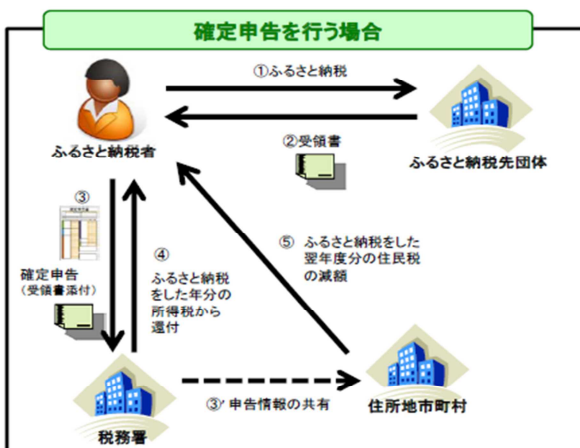 確定申告を行う場合
①ふるさと納税
②受領書
ふるさと納税者
ふるさと納税先団体
③
確定申告
（受領書添付）
④
ふるさと納税
をした年分の
所得税から
還付
⑤ ふるさと納税をした
翌年度分の住民税
の減額
③’申告情報の共有
税務署
住所地市町村